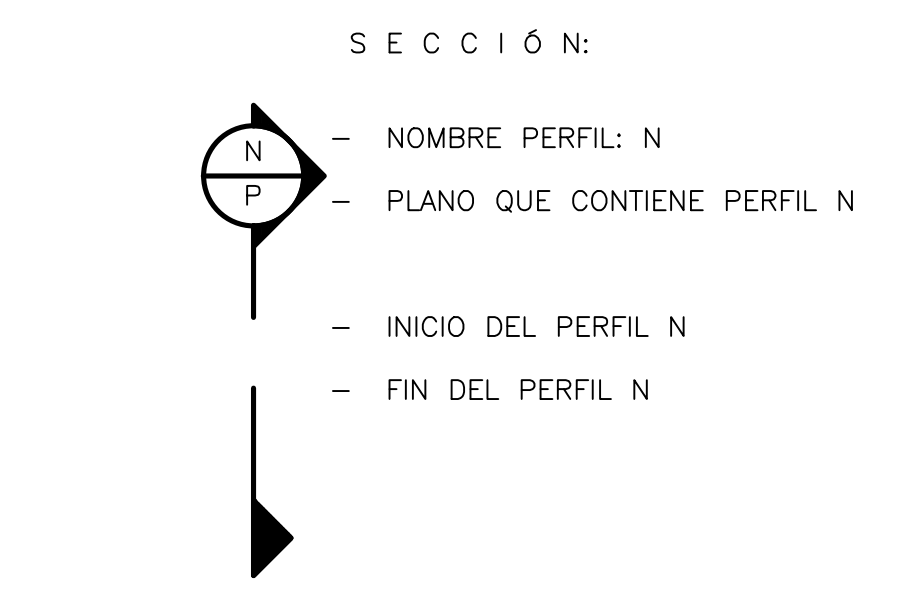 S E C C I Ó N:
N
– NOMBRE PERFIL: N
P
– PLANO QUE CONTIENE PERFIL N
– INICIO DEL PERFIL N
– FIN DEL PERFIL N